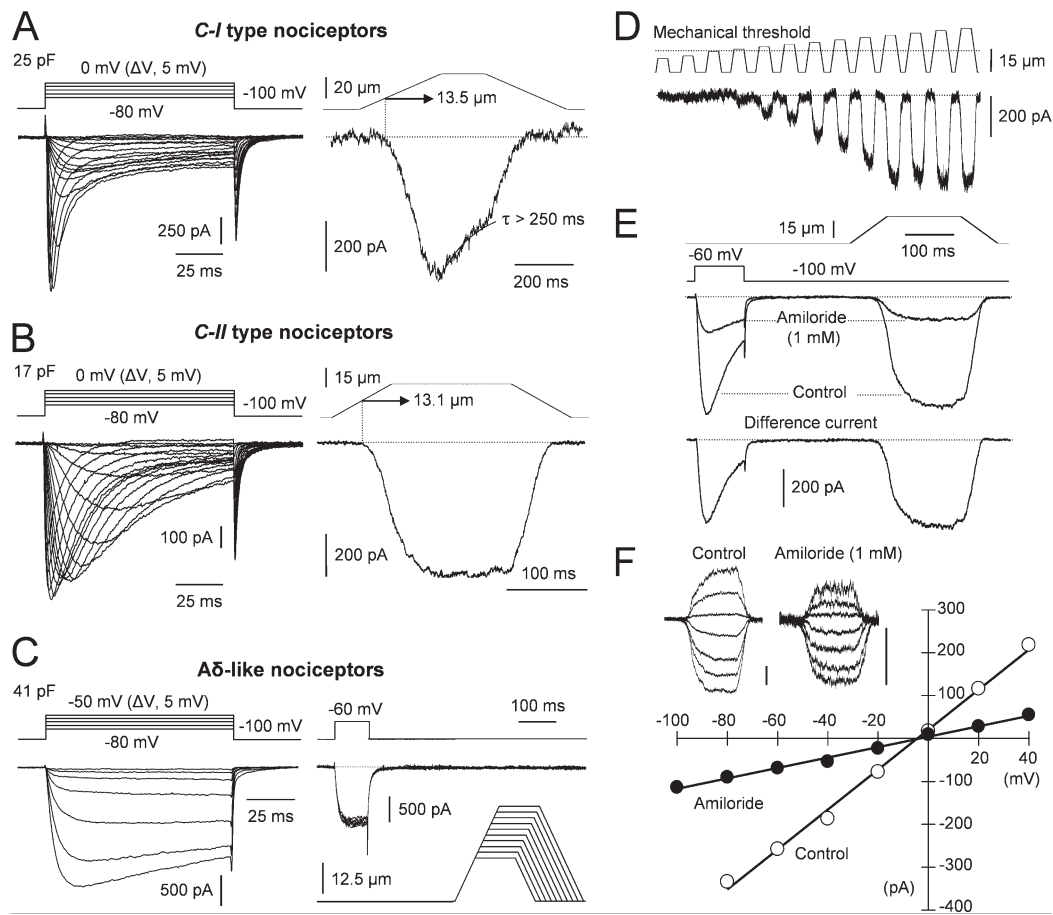 A
C-I type nociceptors
25 pF
0 mV (ΔV, 5 mV)
-100 mV
-80 mV
250 pA
25 ms
20 µm
13.5 µm
τ > 250 ms
200 pA
200 ms
B
C-II type nociceptors
17 pF
0 mV (ΔV, 5 mV)
-100 mV
-80 mV
100 pA
25 ms
15 µm
13.1 µm
200 pA
100 ms
C
Aδ-like nociceptors
41 pF
-50 mV (ΔV, 5 mV)
-100 mV
-80 mV
25 ms
500 pA
-60 mV
100 ms
500 pA
12.5 µm
D
Mechanical threshold
15 µm
200 pA
E
15 µm
100 ms
-60 mV
-100 mV
Amiloride
(1 mM)
Control
Difference current
200 pA
F
Control
Amiloride (1 mM)
300
200
100
-100 -80 -60 -40 -20
20 40
(mV)
-100
Amiloride
-200
Control
-300
(pA)
-400